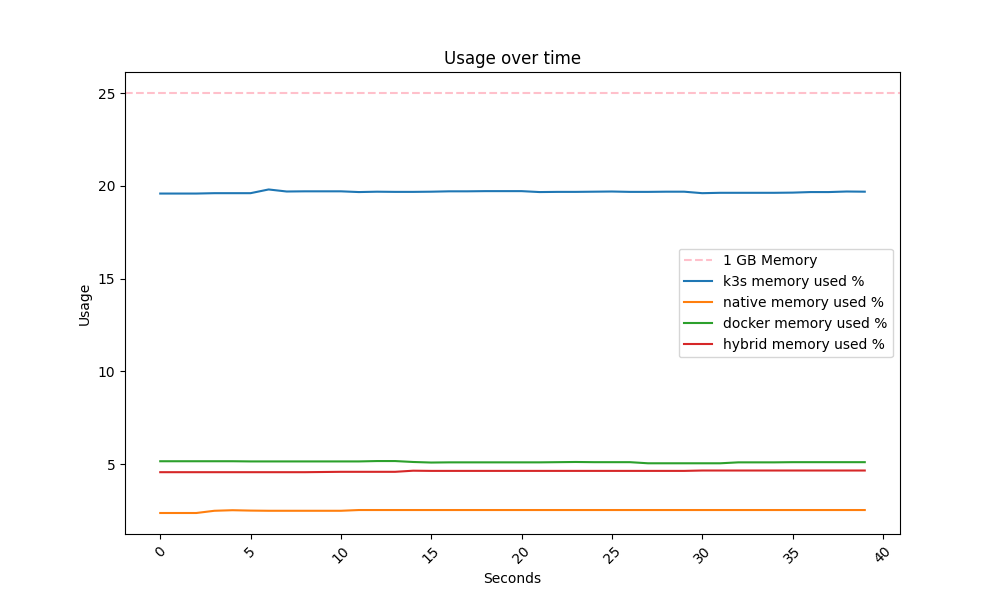 Usage over time
Usage
25
20
15
10
5
1 GB Memory
k3s memory used %
native memory used %
docker memory used %
hybrid memory used %
0
5
10
15
20
25
30
35
40
Seconds